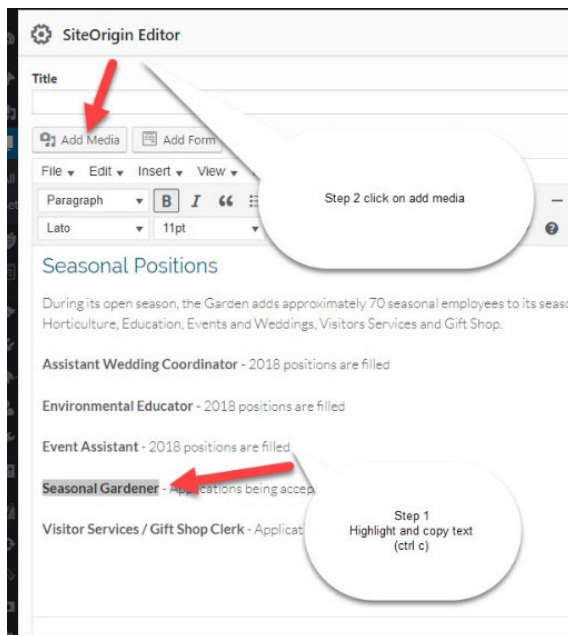 SiteOrigin Editor
Title
Add Media Add Form
File Edit Insert View
Step 2 click on add media
Paragraph B I
Lato 11pt
Seasonal Positions
During its open season, the Garden adds approximately 70 seasonal employees to its
Horticulture, Education, Events and Weddings, Visitors Services and Gift Shop.
Assistant Wedding Coordinator - 2018 positions are filled
Environmental Educator - 2018 positions are filled
Event Assistant - 2018 positions are filled
Seasonal Gardener - Applications being
Visitor Services / Gift Shop Clerk -
Step 1
Highlight and copy text
(ctrl c)